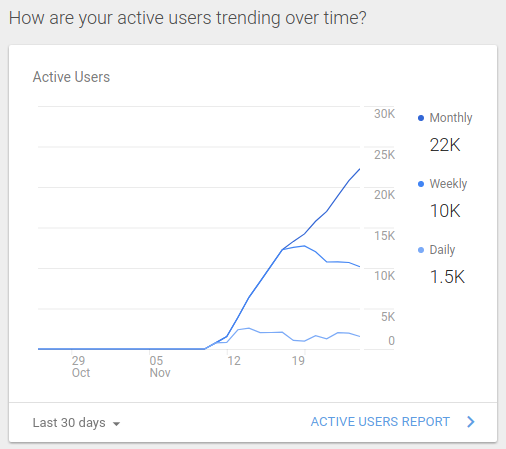 How are your active users trending over time?
Active Users
30K
25K
20K
15K
10K
5K
0
29
Oct
05
Nov
12
19
Monthly
22K
Weekly
10K
Daily
1.5K
Last 30 days
ACTIVE USERS REPORT